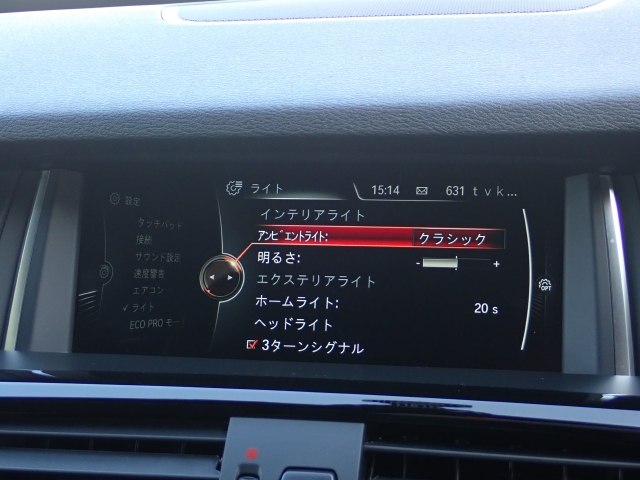 ライト 15:14 631 t v k...
設定
タッチパッド
接続
サウンド設定
速度警告
エアコン
✓ライト
ECO PRO モー
インテリアライト
アンビエントライト: クラシック
明るさ: - +
エクステリアライト
ホームライト: 20 s
ヘッドライト
3ターンシグナル
OPT